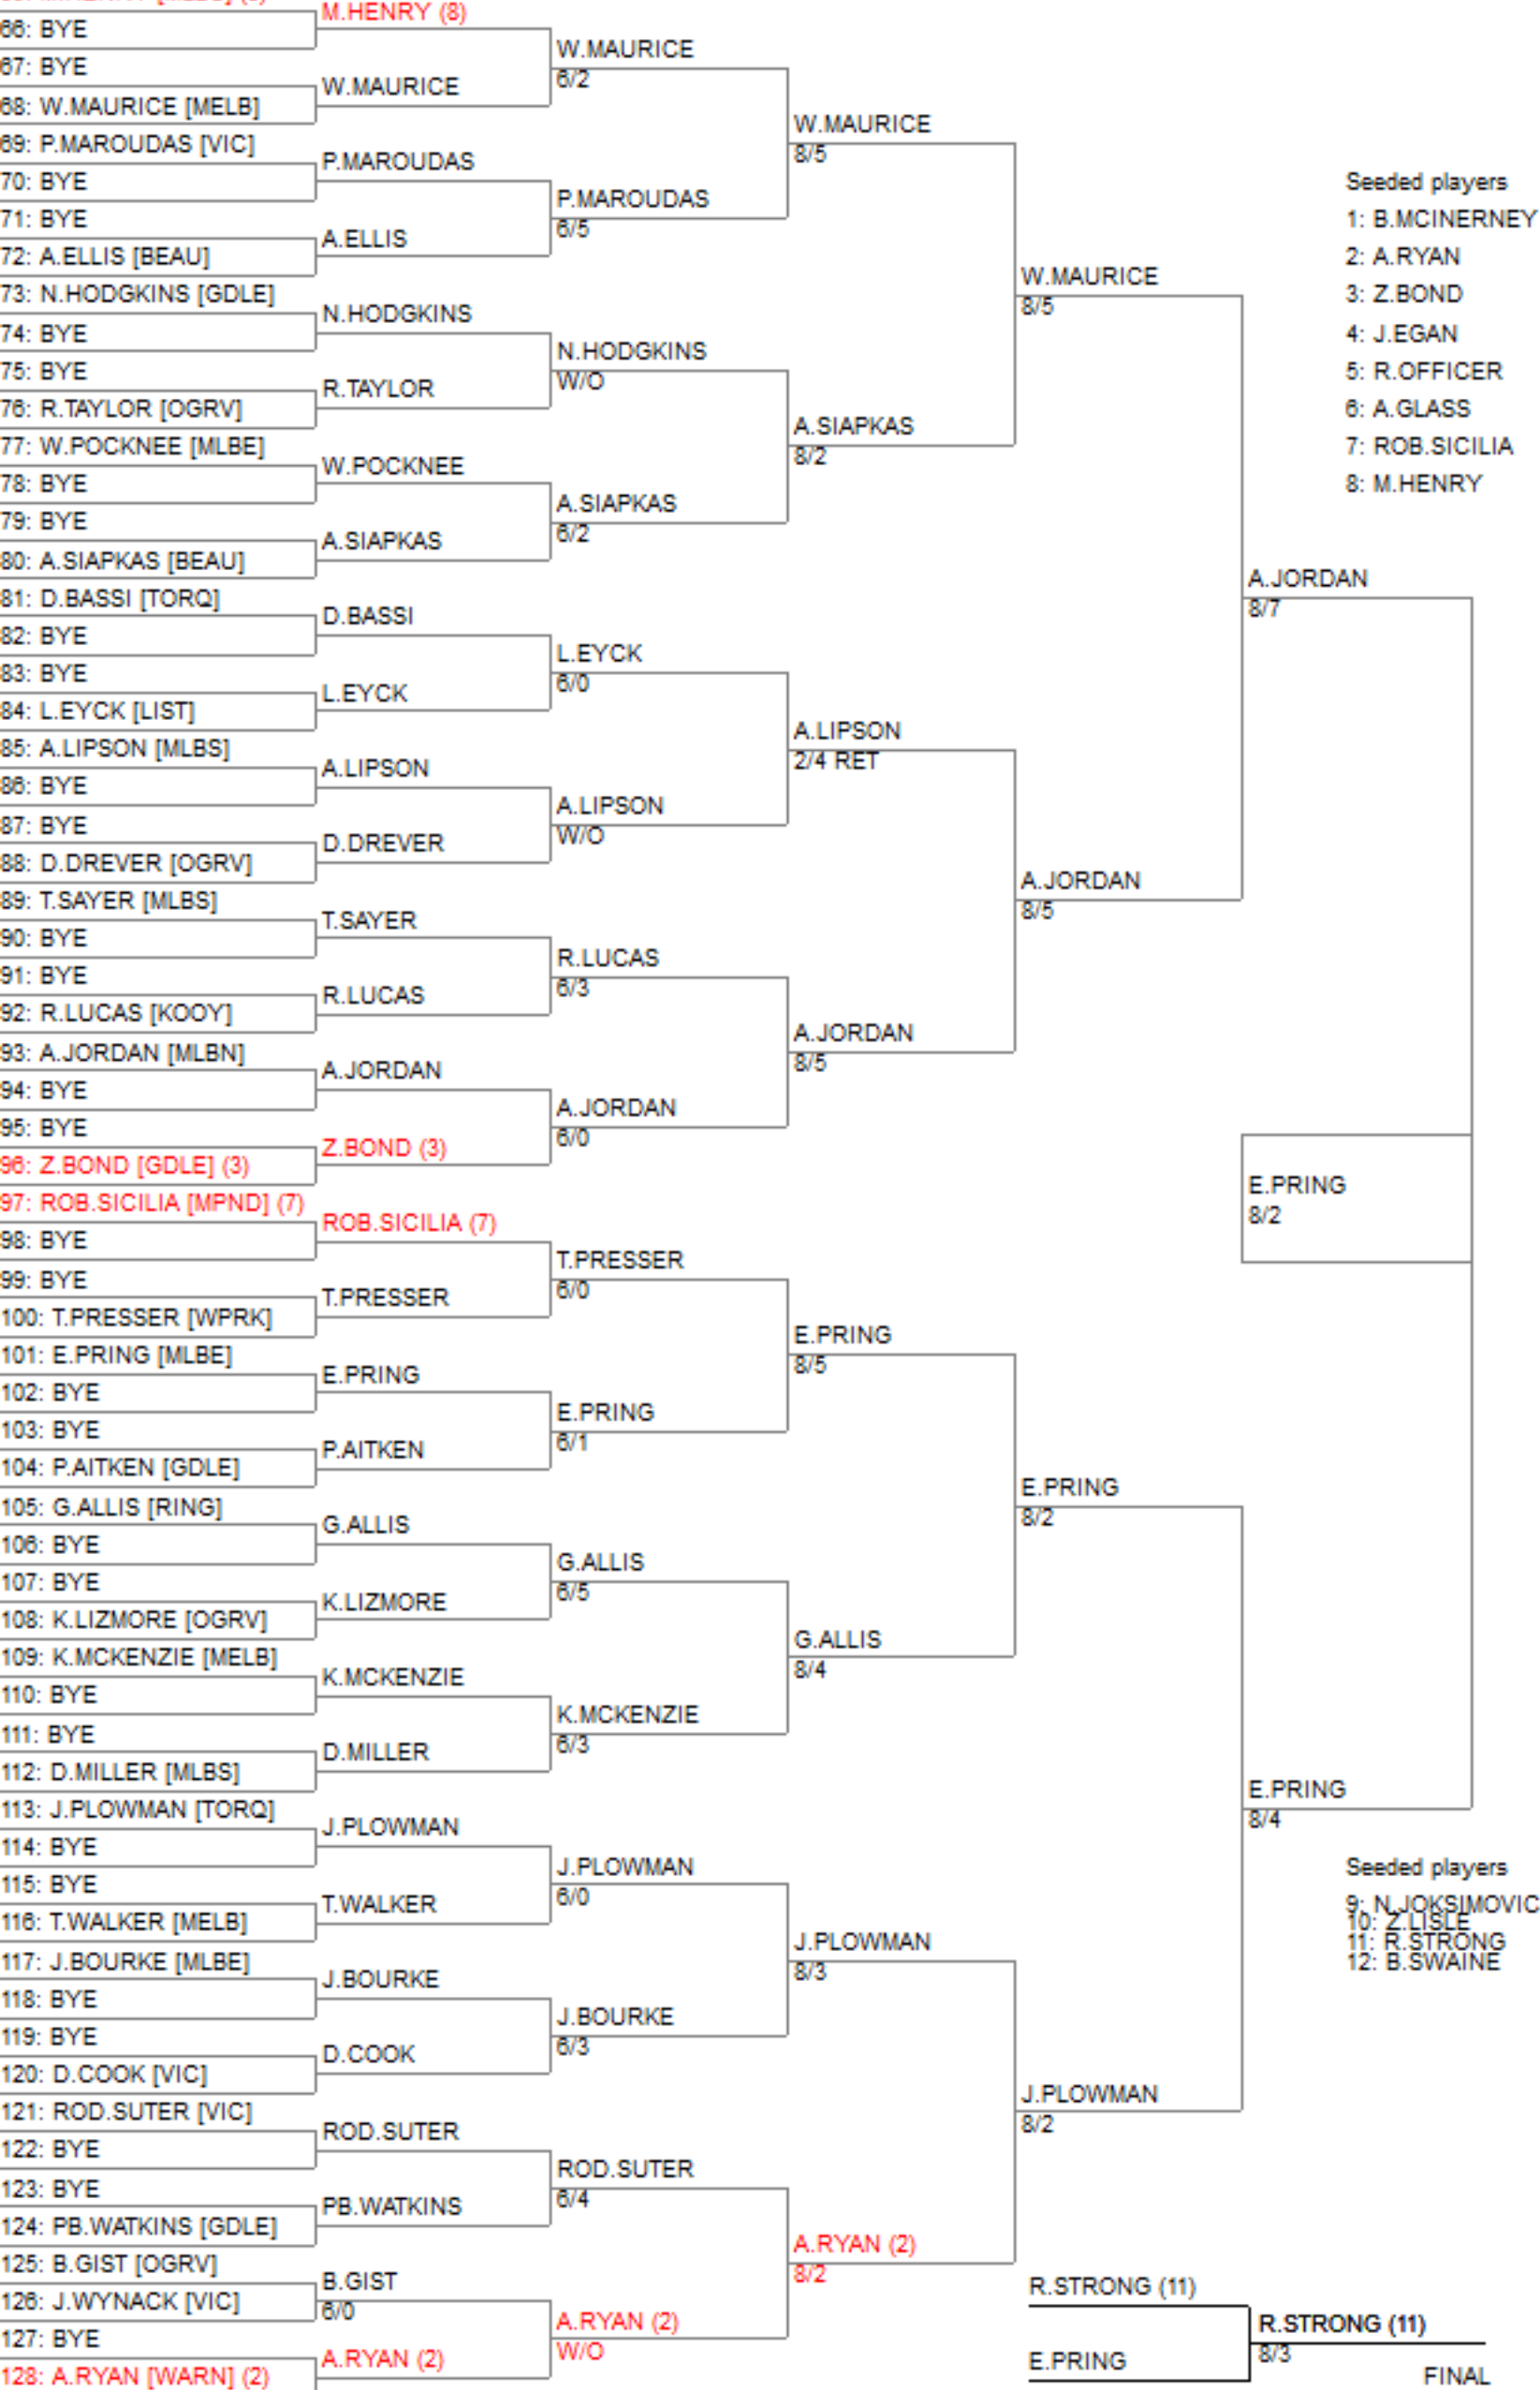 66: BYE
67: BYE
68: W.MAURICE [MELB]
69: P.MAROUDAS [VIC]
70: BYE
71: BYE
72: A.ELLIS [BEAU]
73: N.HODGKINS [GDLE]
74: BYE
75: BYE
76: R.TAYLOR [OGRV]
77: W.POCKNEE [MLBE]
78: BYE
79: BYE
80: A.SIAPKAS [BEAU]
81: D.BASSI [TORQ]
82: BYE
83: BYE
84: L.EYCK [LIST]
85: A.LIPSON [MLBS]
86: BYE
87: BYE
88: D.DREVER [OGRV]
89: T.SAYER [MLBS]
90: BYE
91: BYE
92: R.LUCAS [KOOY]
93: A.JORDAN [MLBN]
94: BYE
95: BYE
96: Z.BOND [GDLE] (3)
97: ROB.SICILIA [MPND] (7)
98: BYE
99: BYE
100: T.PRESSER [WPRK]
101: E.PRING [MLBE]
102: BYE
103: BYE
104: P.AITKEN [GDLE]
105: G.ALLIS [RING]
106: BYE
107: BYE
108: K.LIZMORE [OGRV]
109: K.MCKENZIE [MELB]
110: BYE
111: BYE
112: D.MILLER [MLBS]
113: J.PLOWMAN [TORQ]
114: BYE
115: BYE
116: T.WALKER [MELB]
117: J.BOURKE [MLBE]
118: BYE
119: BYE
120: D.COOK [VIC]
121: ROD.SUTER [VIC]
122: BYE
123: BYE
124: PB.WATKINS [GDLE]
125: B.GIST [OGRV]
126: J.WYNACK [VIC]
127: BYE
128: A.RYAN [WARN] (2)
M.HENRY (8)
W.MAURICE
P.MAROUDAS
A.ELLIS
N.HODGKINS
R.TAYLOR
W.POCKNEE
A.SIAPKAS
D.BASSI
L.EYCK
A.LIPSON
D.DREVER
T.SAYER
R.LUCAS
A.JORDAN
Z.BOND (3)
ROB.SICILIA (7)
T.PRESSER
E.PRING
P.AITKEN
G.ALLIS
K.LIZMORE
K.MCKENZIE
D.MILLER
J.PLOWMAN
T.WALKER
J.BOURKE
D.COOK
ROD.SUTER
PB.WATKINS
B.GIST
6/0
A.RYAN (2)
W.MAURICE
6/2
P.MAROUDAS
6/5
N.HODGKINS
W/O
A.SIAPKAS
6/2
L.EYCK
6/0
A.LIPSON
W/O
R.LUCAS
6/3
A.JORDAN
6/0
T.PRESSER
6/0
E.PRING
6/1
G.ALLIS
6/5
K.MCKENZIE
6/3
J.PLOWMAN
6/0
J.BOURKE
6/3
ROD.SUTER
6/4
A.RYAN (2)
W/O
W.MAURICE
8/5
A.SIAPKAS
8/2
A.LIPSON
2/4 RET
A.JORDAN
8/5
E.PRING
8/5
G.ALLIS
8/4
J.PLOWMAN
8/3
A.RYAN (2)
8/2
W.MAURICE
8/5
A.JORDAN
8/5
E.PRING
8/2
J.PLOWMAN
8/2
A.JORDAN
8/7
E.PRING
8/2
E.PRING
8/4
Seeded players
1: B.MCINERNEY
2: A.RYAN
3: Z.BOND
4: J.EGAN
5: R.OFFICER
6: A.GLASS
7: ROB.SICILIA
8: M.HENRY
Seeded players
9: N.JOKSIMOVIC
10: Z.LISLE
11: R.STRONG
12: B.SWAINE
R.STRONG (11)
E.PRING
R.STRONG (11)
8/3
FINAL